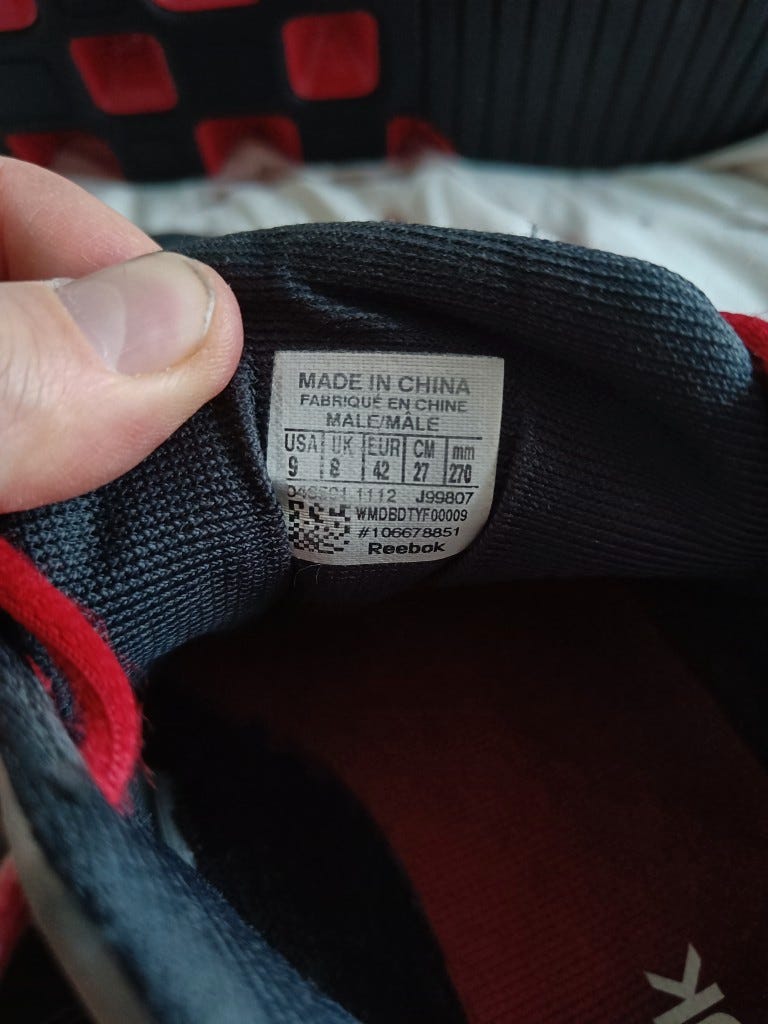 MADE IN CHINA
FABRIQUÉ EN CHINE
MALE/MÂLE
USA UK EUR CM mm
9 8 42 27 270
1112 J99807
WMDBDTYF00009
#106678851
Reebok